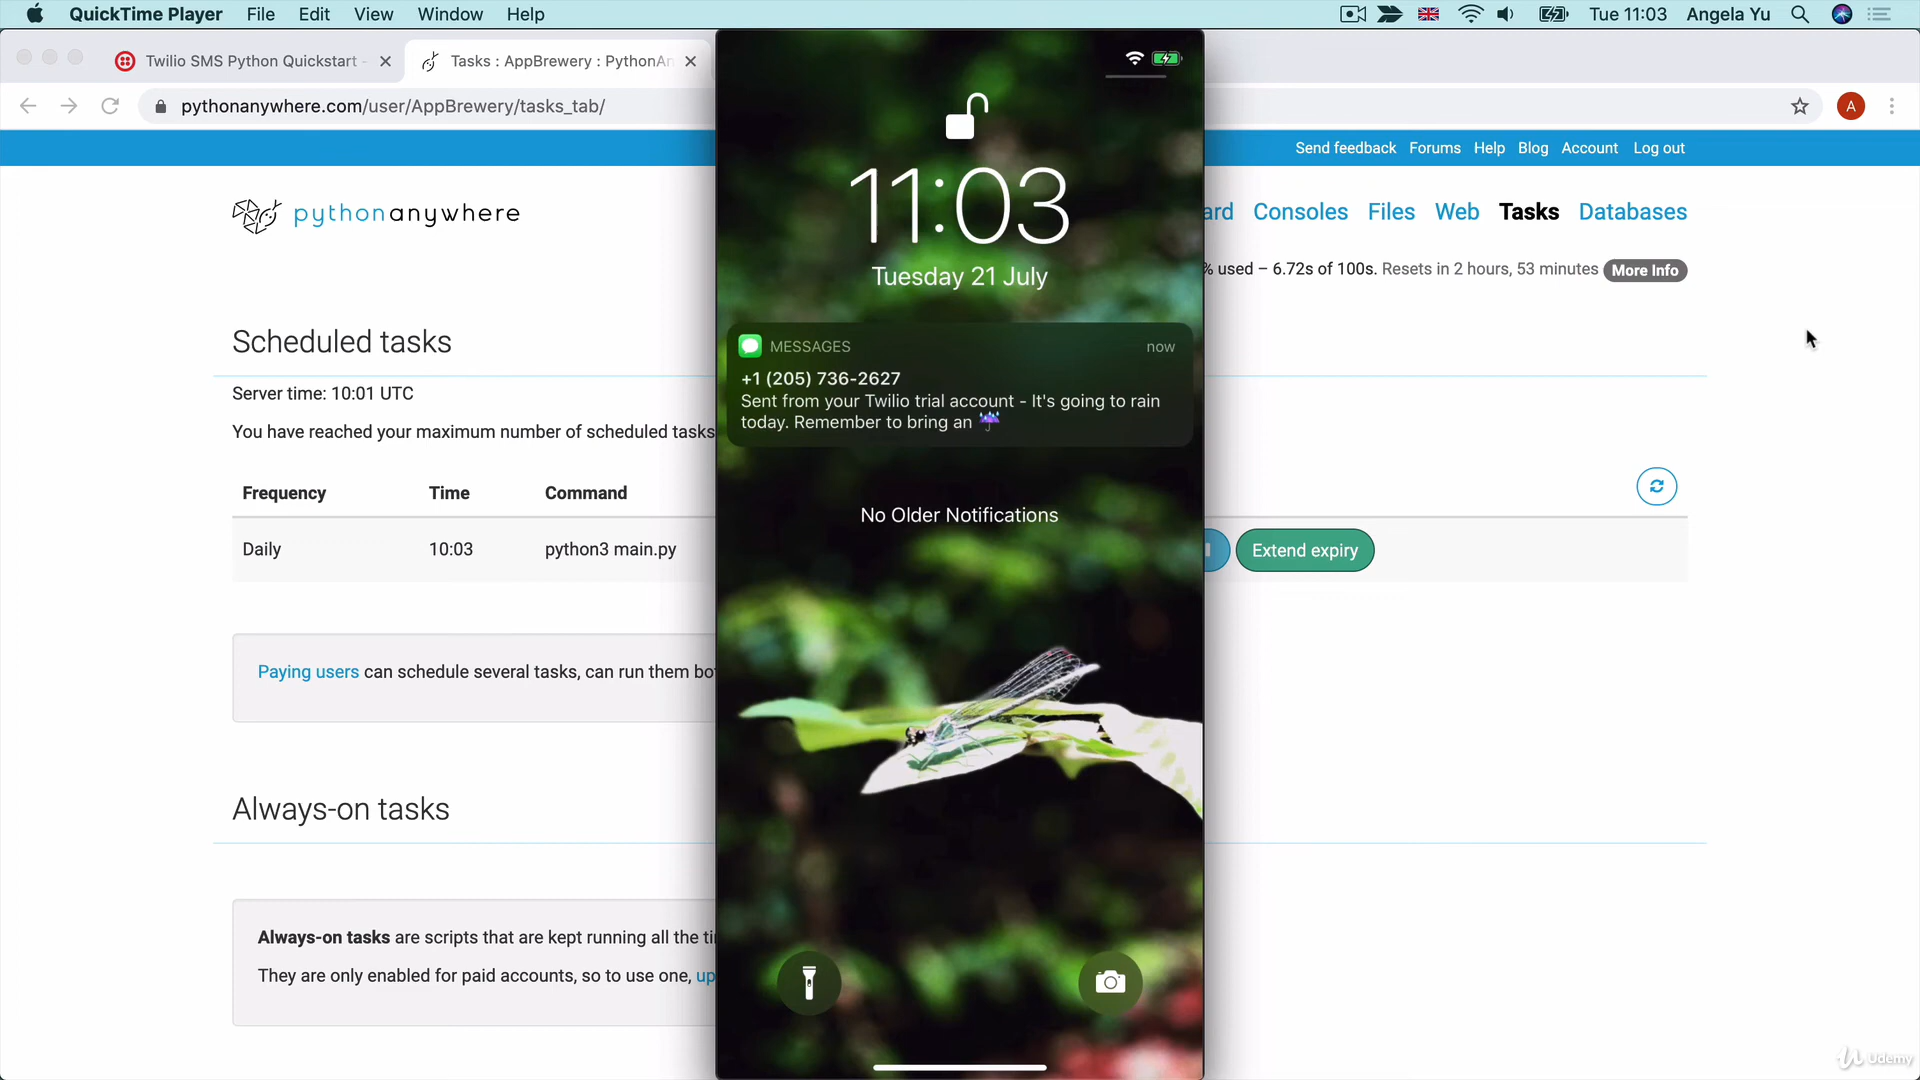 QuickTime Player File Edit View Window Help Tue 11:03 Angela Yu
Twilio SMS Python Quickstart - Tasks : AppBrewery : PythonAn
pythonanywhere.com/user/AppBrewery/tasks_tab/ A
Send feedback Forums Help Blog Account Log out
pythonanywhere
ard Consoles Files Web Tasks Databases
% used – 6.72s of 100s. Resets in 2 hours, 53 minutes More Info
11:03
Tuesday 21 July
Scheduled tasks
Server time: 10:01 UTC
You have reached your maximum number of scheduled tasks
MESSAGES now
+1 (205) 736-2627
Sent from your Twilio trial account - It's going to rain
today. Remember to bring an ☔
No Older Notifications
Frequency Time Command
Daily 10:03 python3 main.py Extend expiry
Paying users can schedule several tasks, can run them bo
Always-on tasks
Always-on tasks are scripts that are kept running all the ti
They are only enabled for paid accounts, so to use one, up
Udemy